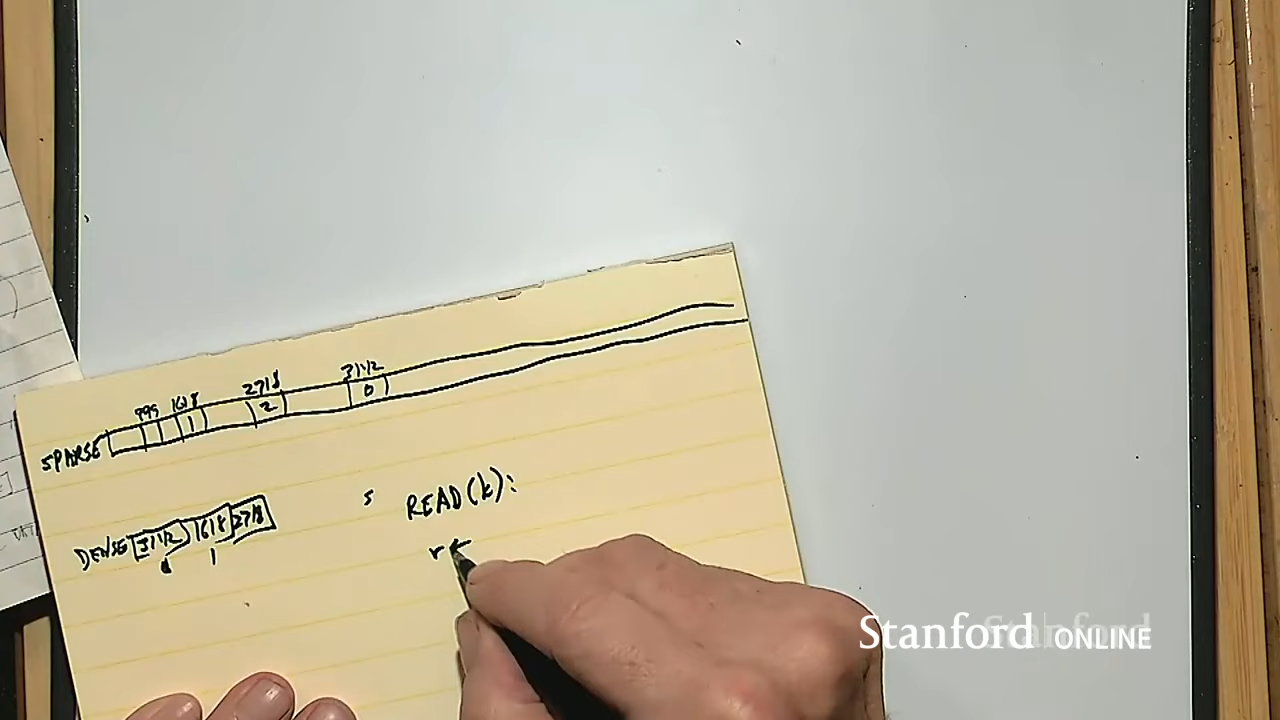 999 1618 2718 3142
SPARSE 1 2 0
DENSE 3142 1618 2718
0 1
s READ(k):
r ←
Stanford ONLINE